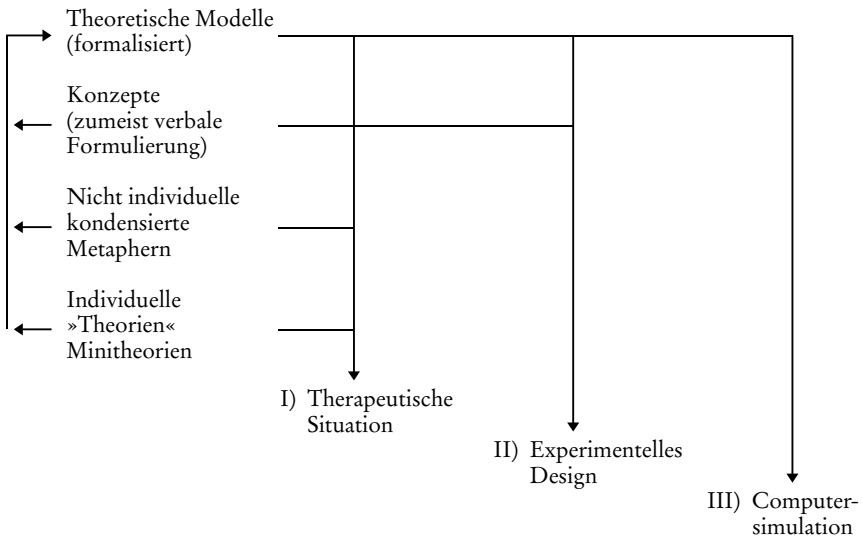 Theoretische Modelle
(formalisiert)
Konzepte
(zumeist verbale
Formulierung)
Nicht individuelle
kondensierte
Metaphern
Individuelle
»Theorien«
Minitheorien
I) Therapeutische
Situation
II) Experimentelles
Design
III) Computer-
simulation